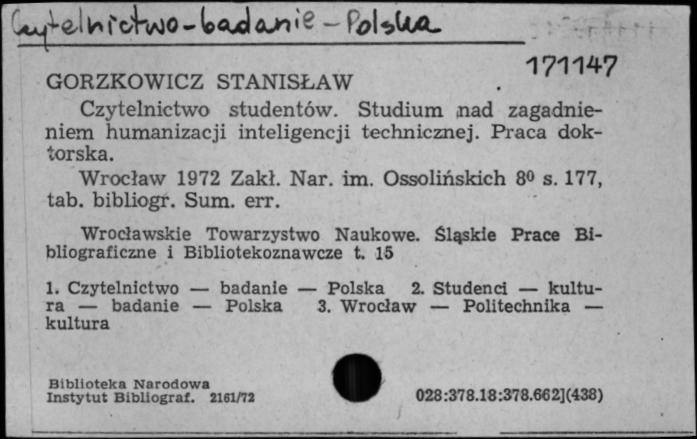 Czytelnictwo-badanie-Polska
171147
GORZKOWICZ STANISŁAW
Czytelnictwo studentów. Studium nad zagadnie-
niem humanizacji inteligencji technicznej. Praca dok-
torska.
Wrocław 1972 Zakł. Nar. im. Ossolińskich 8⁰ s. 177,
tab. bibliogr. Sum. err.
Wrocławskie Towarzystwo Naukowe. Śląskie Prace Bi-
bliograficzne i Bibliotekoznawcze t. 15
1. Czytelnictwo — badanie — Polska 2. Studenci — kultu-
ra — badanie — Polska 3. Wrocław — Politechnika —
kultura
Biblioteka Narodowa
Instytut Bibliograf. 2161/72
028:378.18:378.662](438)